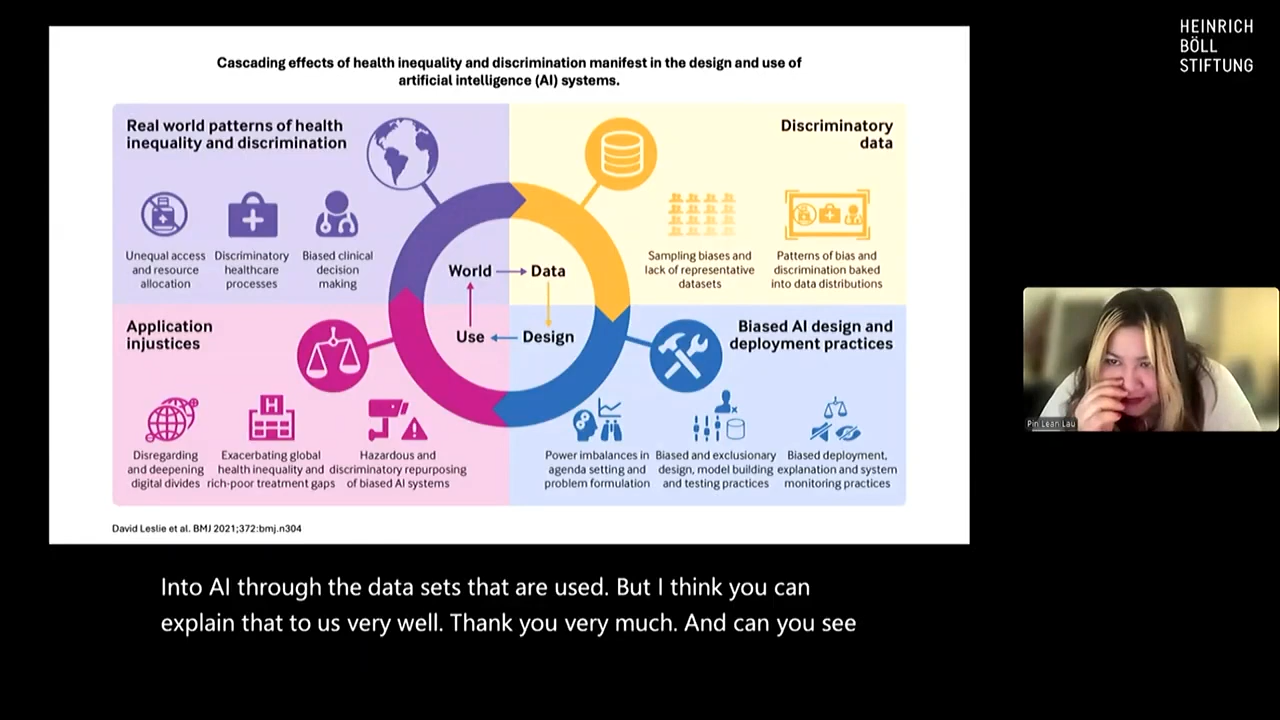 HEINRICH
BÖLL
STIFTUNG
Cascading effects of health inequality and discrimination manifest in the design and use of
artificial intelligence (AI) systems.
Real world patterns of health
inequality and discrimination
Unequal access
and resource
allocation
Discriminatory
healthcare
processes
Biased clinical
decision
making
Discriminatory
data
Sampling biases and
lack of representative
datasets
Patterns of bias and
discrimination baked
into data distributions
World
Data
Use
Design
Application
injustices
H
Disregarding
and deepening
digital divides
Exacerbating global
health inequality and
rich-poor treatment gaps
Hazardous and
discriminatory repurposing
of biased AI systems
Biased AI design and
deployment practices
Power imbalances in
agenda setting and
problem formulation
Biased and exclusionary
design, model building
and testing practices
Biased deployment,
explanation and system
monitoring practices
David Leslie et al. BMJ 2021;372:bmj.n304
Pin Lean Lau
Into AI through the data sets that are used. But I think you can
explain that to us very well. Thank you very much. And can you see